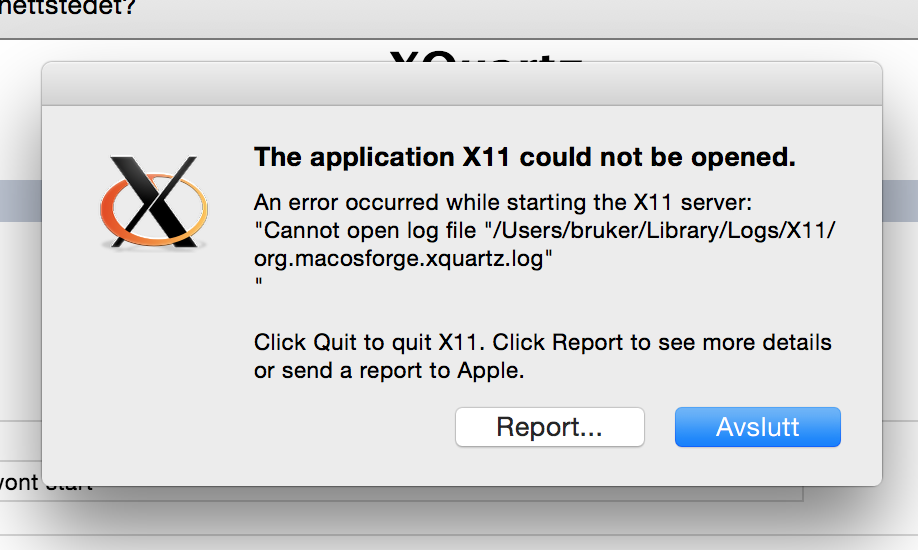 nettstedet?
XQuartz
The application X11 could not be opened.
An error occurred while starting the X11 server:
"Cannot open log file "/Users/bruker/Library/Logs/X11/
org.macosforge.xquartz.log"
"
Click Quit to quit X11. Click Report to see more details
or send a report to Apple.
Report...
Avslutt
wont start